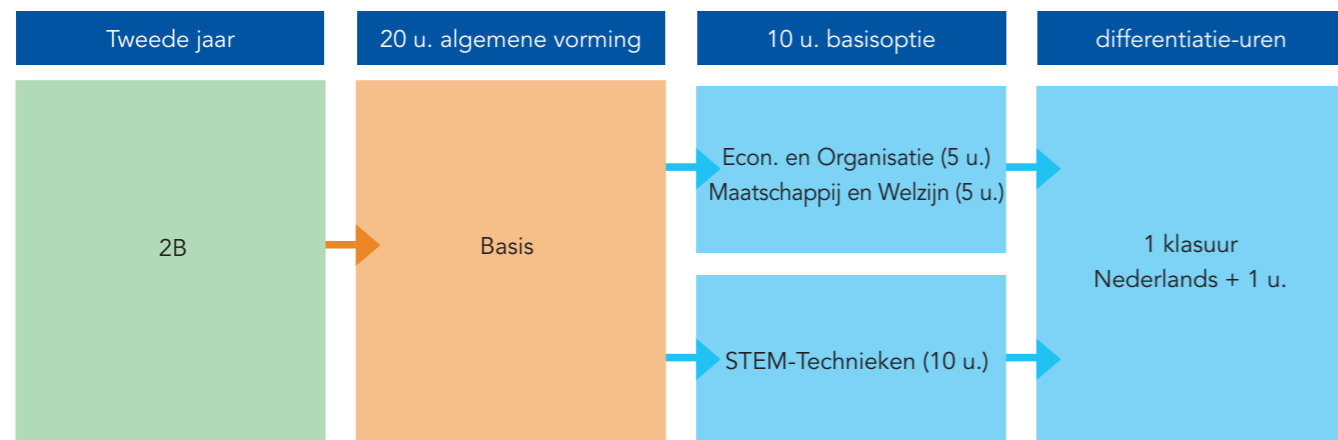 Tweede jaar
20 u. algemene vorming
10 u. basisoptie
differentiatie-uren
2B
Basis
Econ. en Organisatie (5 u.)
Maatschappij en Welzijn (5 u.)
STEM-Technieken (10 u.)
1 klasuur
Nederlands + 1 u.